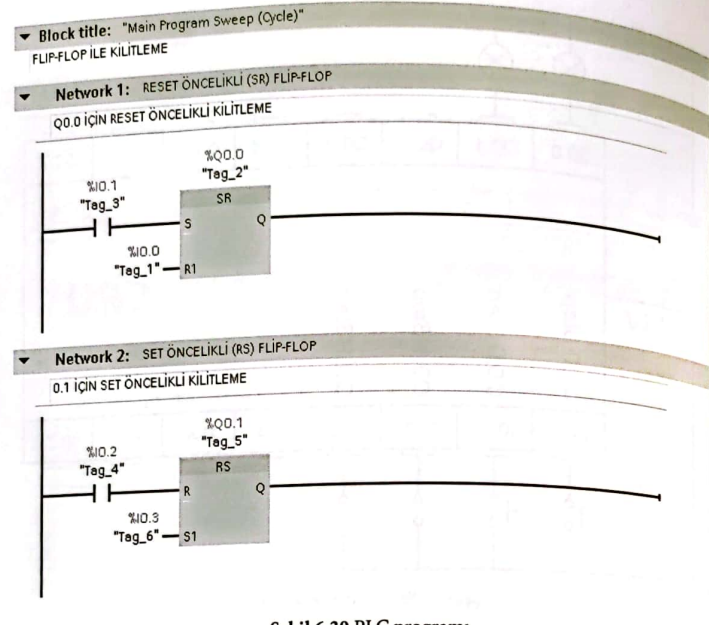 Block title: "Main Program Sweep (Cycle)"
FLIP-FLOP İLE KİLİTLEME
Network 1: RESET ÖNCELİKLİ (SR) FLİP-FLOP
Q0.0 İÇİN RESET ÖNCELİKLİ KİLİTLEME
%Q0.0
"Tag_2"
%I0.1
"Tag_3"
SR
S Q
%I0.0
"Tag_1" R1
Network 2: SET ÖNCELİKLİ (RS) FLİP-FLOP
0.1 İÇİN SET ÖNCELİKLİ KİLİTLEME
%Q0.1
"Tag_5"
%I0.2
"Tag_4"
RS
R Q
%I0.3
"Tag_6" S1